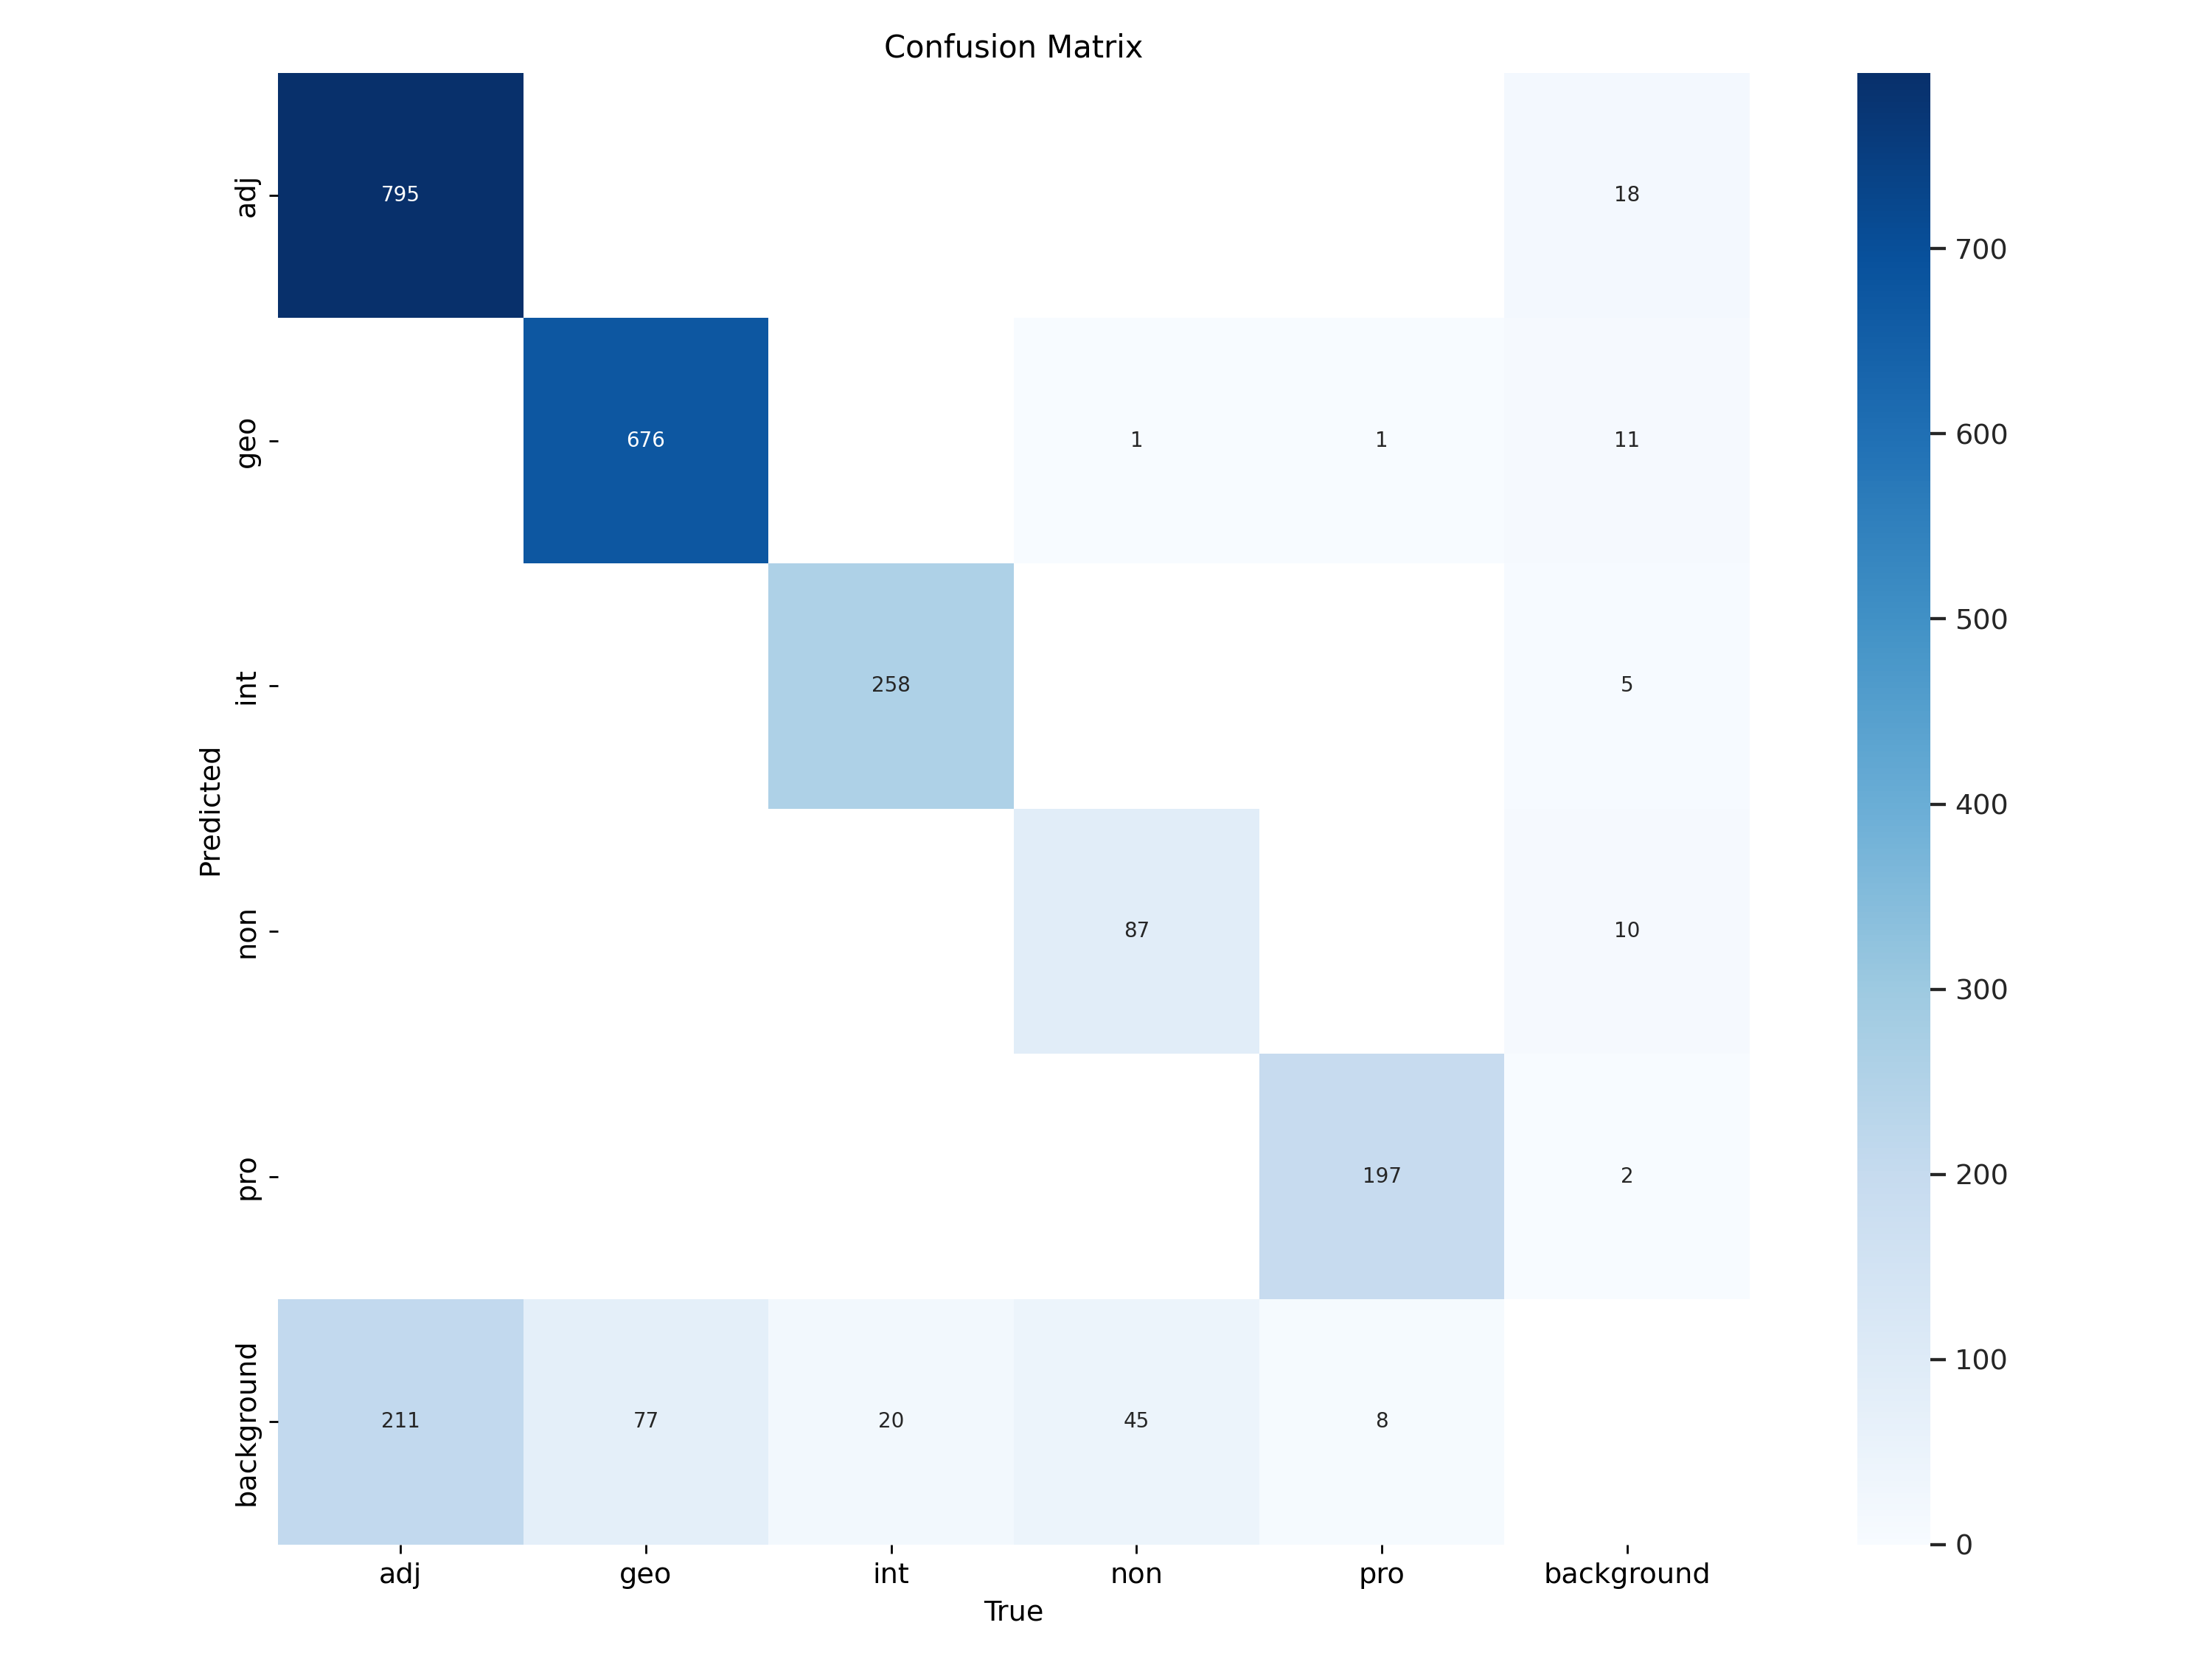 Confusion Matrix
adj 795 18
geo 676 1 1 11
int 258 5
non 87 10
pro 197 2
background 211 77 20 45 8
adj geo int non pro background
Predicted
True
700
600
500
400
300
200
100
0